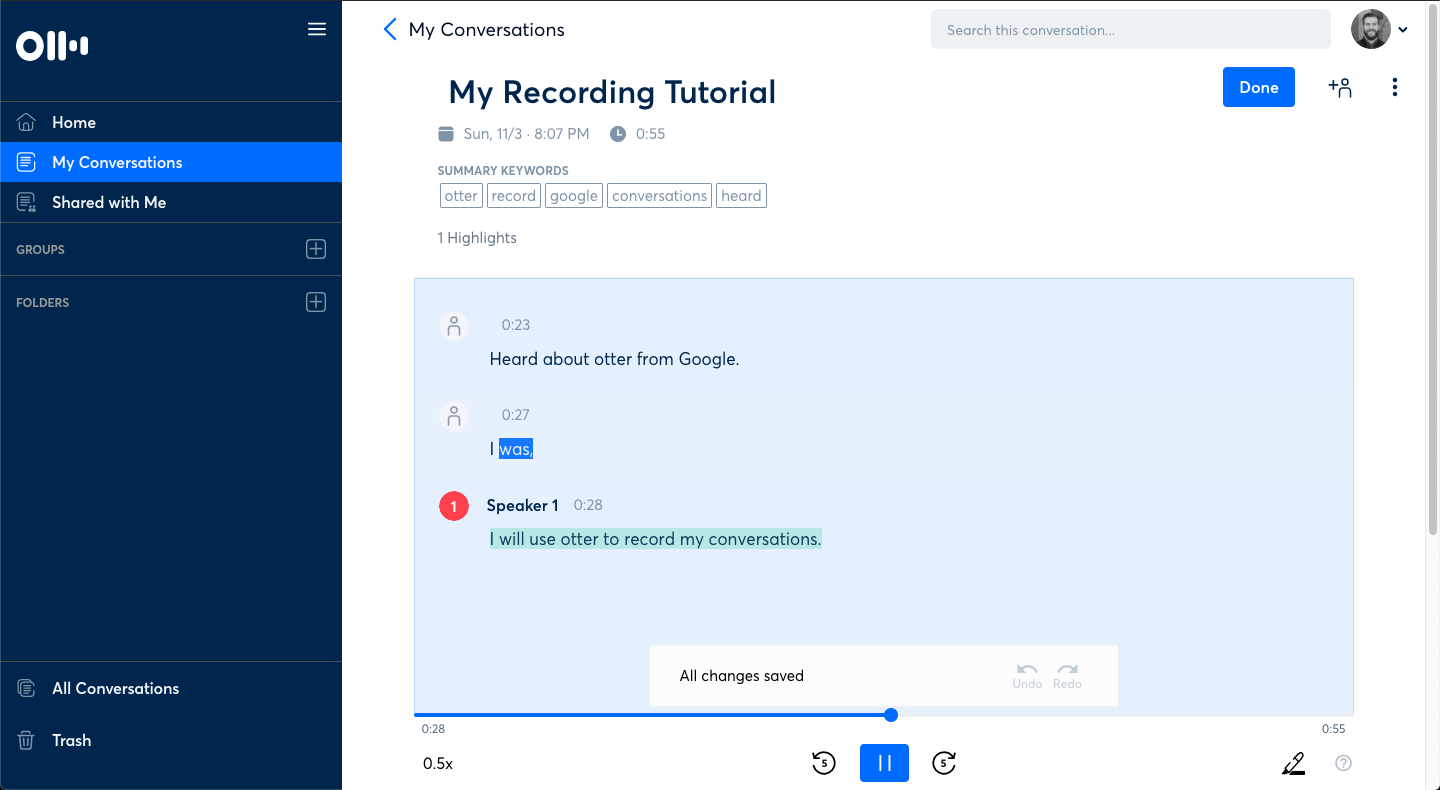 My Conversations
Search this conversation...
Home
My Conversations
Shared with Me
GROUPS
FOLDERS
All Conversations
Trash
My Recording Tutorial
Done
Sun, 11/3 · 8:07 PM 0:55
SUMMARY KEYWORDS
otter record google conversations heard
1 Highlights
0:23
Heard about otter from Google.
0:27
I was,
1 Speaker 1 0:28
I will use otter to record my conversations.
All changes saved
Undo Redo
0:28 0:55
0.5x 5 5 ?